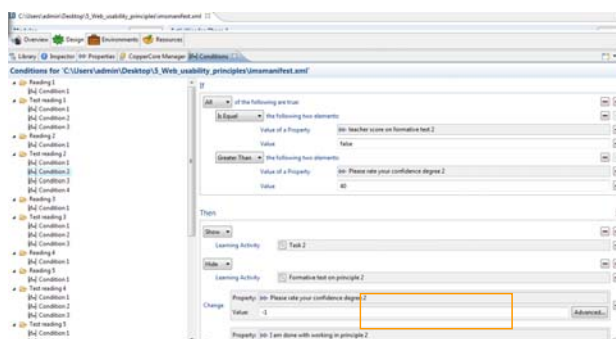 C:\Users\admin\Desktop\5_Web_usability_principles\imsmanifest.xml
Overview Design Environments Resources
Library Inspector Properties CopperCore Manager Conditions
Conditions for 'C:\Users\admin\Desktop\5_Web_usability_principles\imsmanifest.xml'
Reading 1
Condition 1
Test reading 1
Condition 1
Condition 2
Condition 3
Reading 2
Condition 1
Test reading 2
Condition 1
Condition 2
Condition 3
Condition 4
Reading 3
Condition 1
Test reading 3
Condition 1
Condition 2
Condition 3
Reading 4
Condition 1
Reading 5
Condition 1
Test reading 4
Condition 1
Condition 2
Condition 3
Test reading 5
Condition 1
If
All of the following are true:
Is Equal the following two elements:
Value of a Property teacher score on formative test 2
Value false
Greater Than the following two elements:
Value of a Property Please rate your confidence degree 2
Value 40
Then
Show
Learning Activity Task 2
Hide
Learning Activity Formative test on principle 2
Change Property: Please rate your confidence degree 2
Value: -1 Advanced...
Property: I am done with working in principle 2